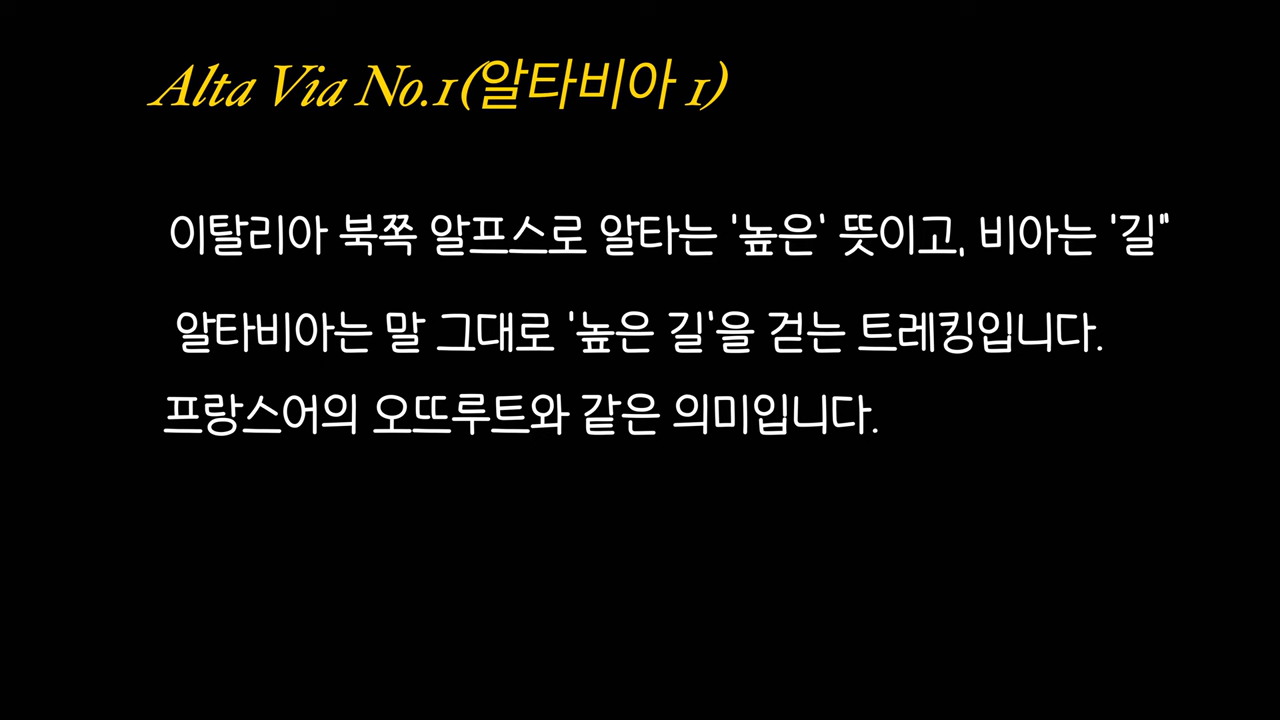 Alta Via No.1(알타비아 1)
이탈리아 북쪽 알프스로 알타는 '높은' 뜻이고, 비아는 '길"
알타비아는 말 그대로 '높은 길'을 걷는 트레킹입니다.
프랑스어의 오뜨루트와 같은 의미입니다.